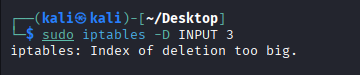 ┌──(kali㉿kali)-[~/Desktop]
└─$ sudo iptables -D INPUT 3
iptables: Index of deletion too big.